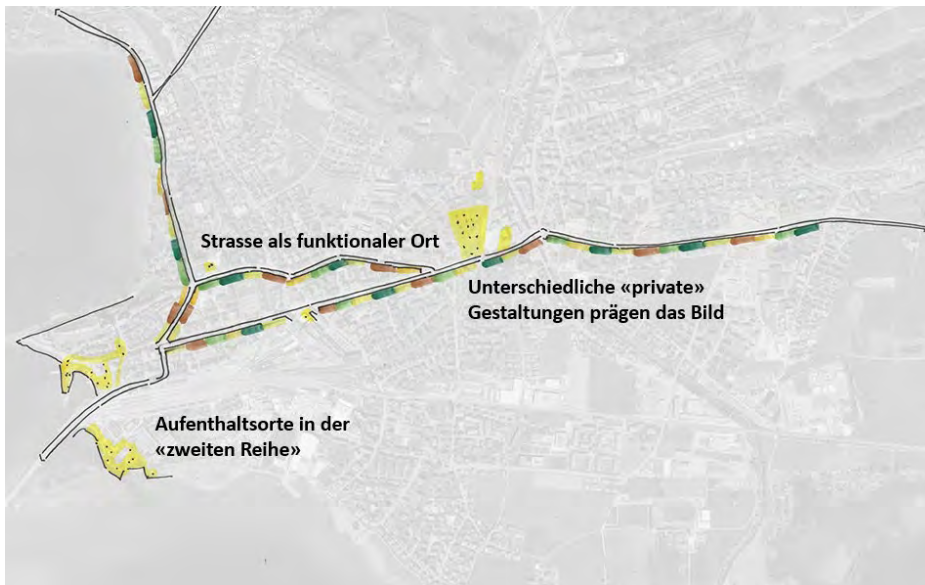 Strasse als funktionaler Ort
Unterschiedliche «private»
Gestaltungen prägen das Bild
Aufenthaltsorte in der
«zweiten Reihe»